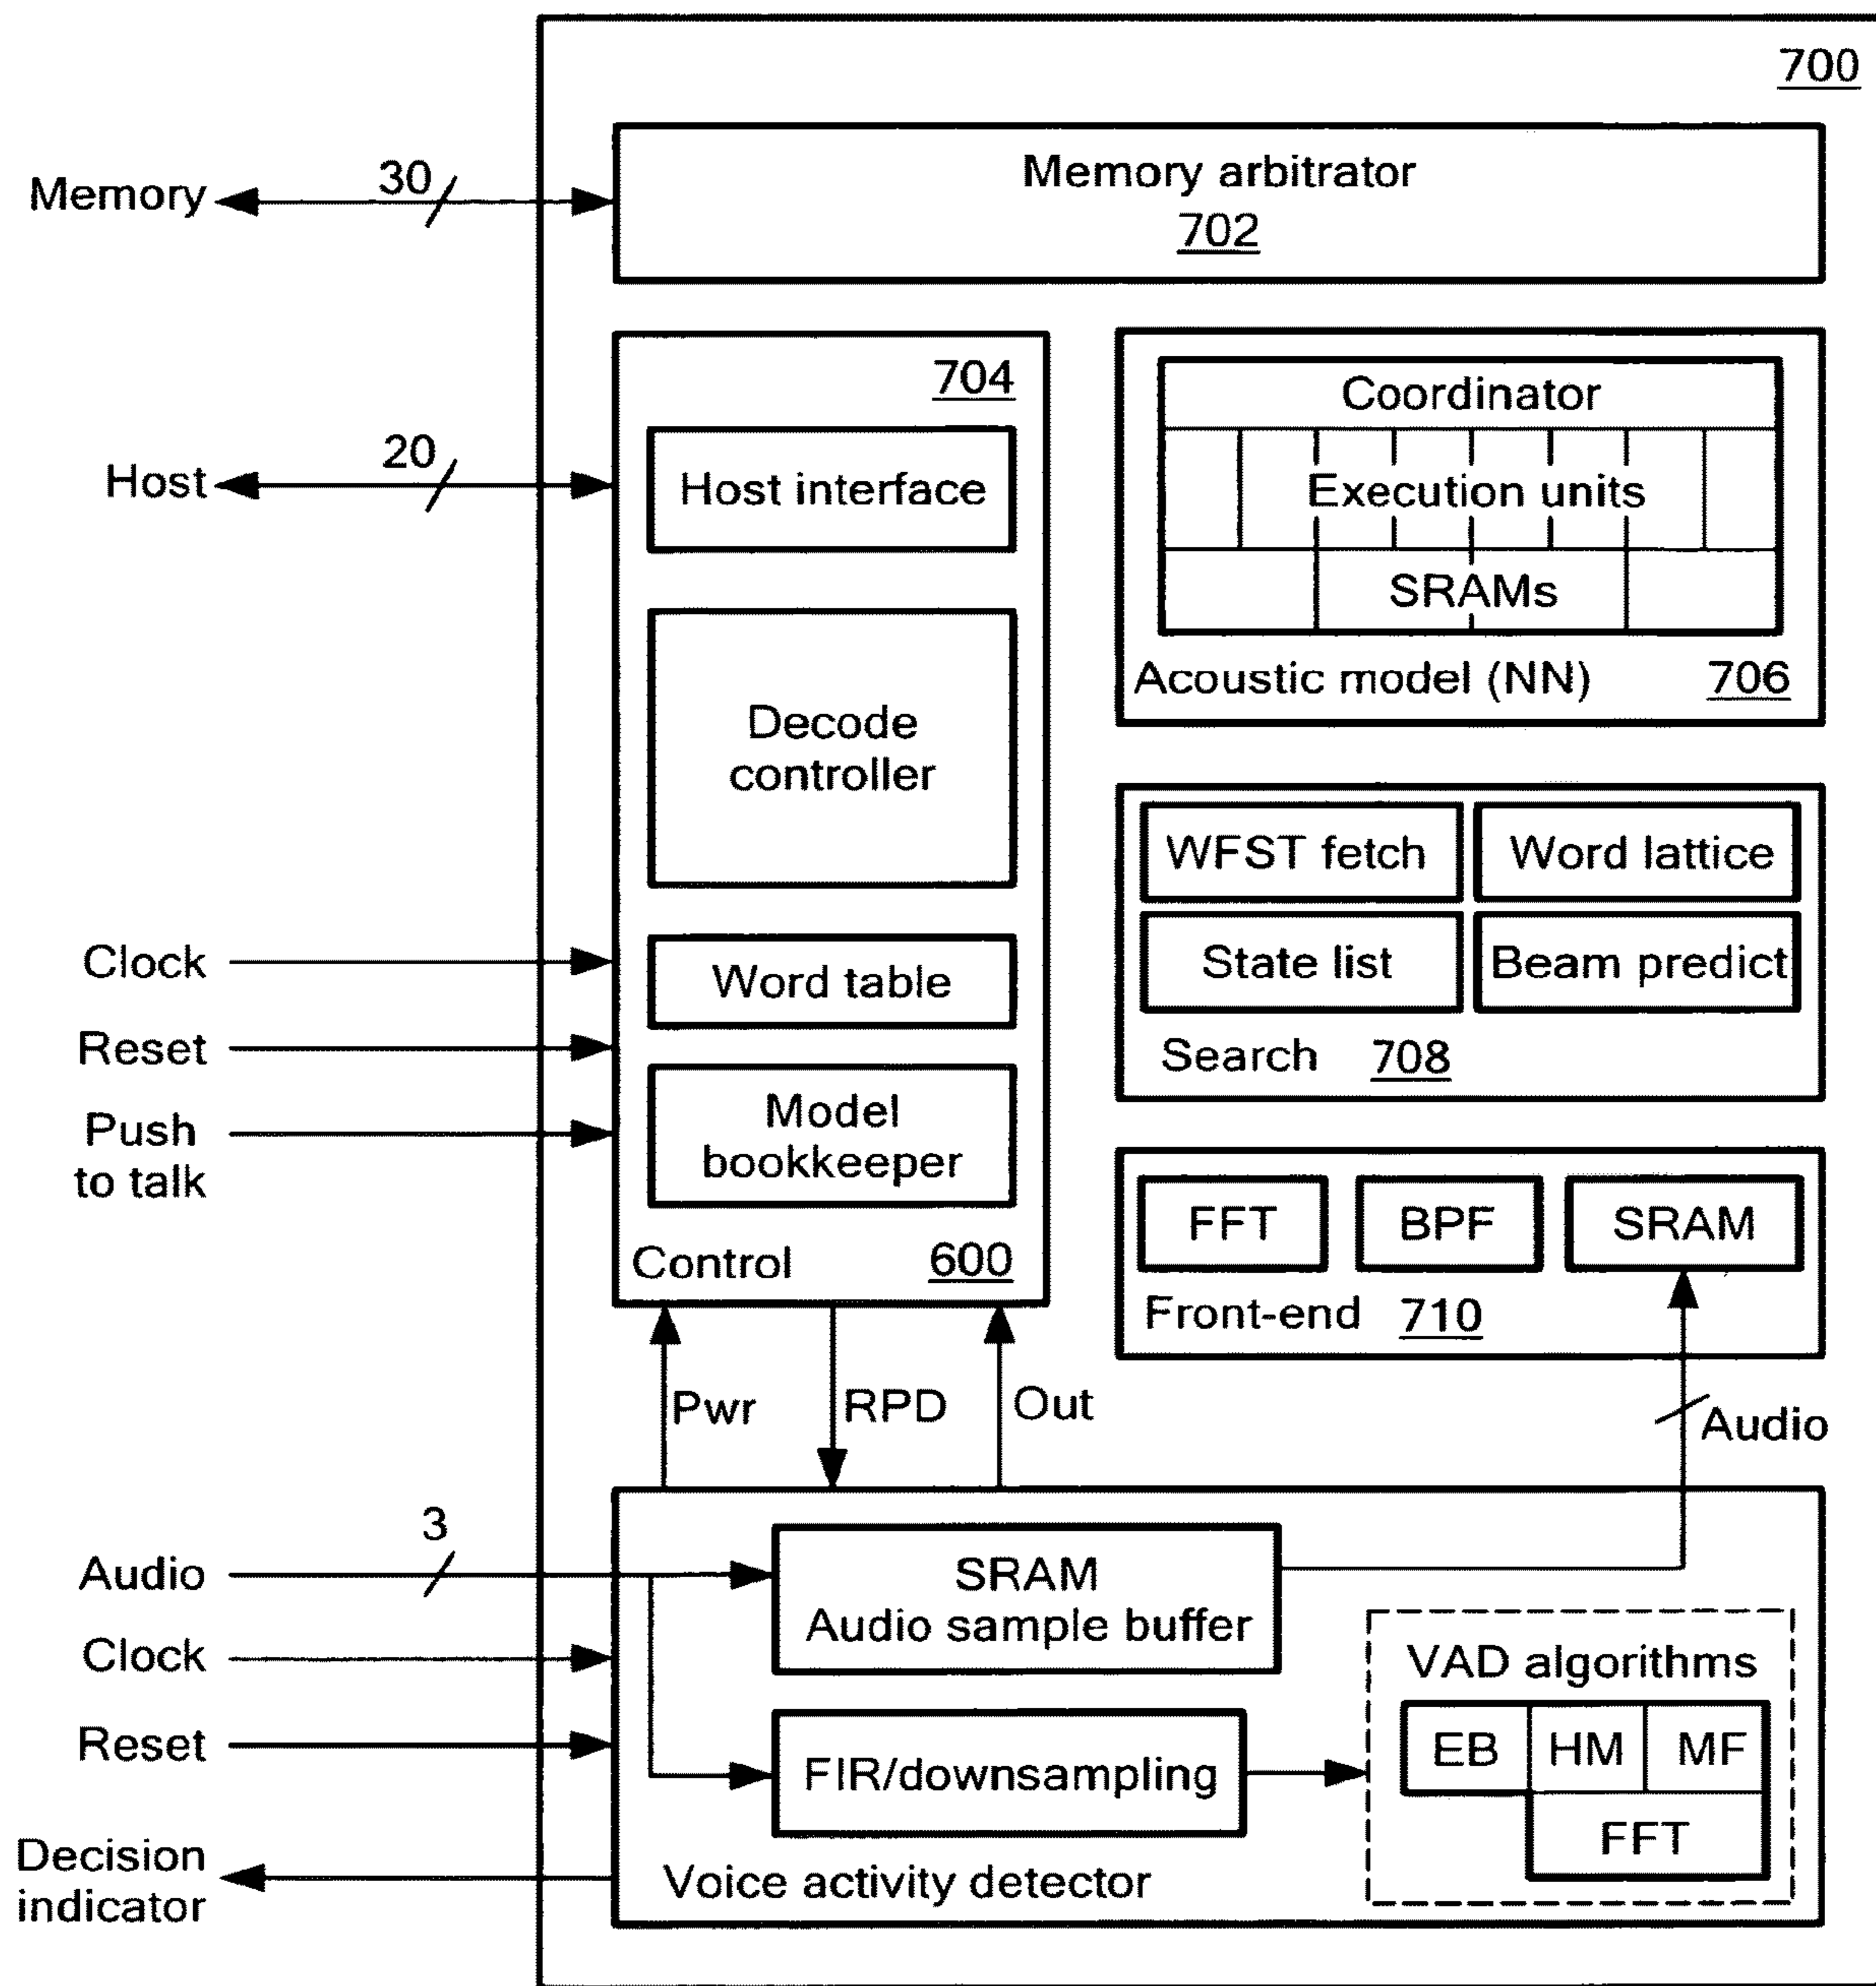 700
Memory arbitrator
702
Memory
30
Host
20
704
Host interface
Decode
controller
Word table
Model
bookkeeper
Control 600
Clock
Reset
Push
to talk
Coordinator
Execution units
SRAMs
Acoustic model (NN) 706
WFST fetch
Word lattice
State list
Beam predict
Search 708
FFT
BPF
SRAM
Front-end 710
Pwr
RPD
Out
Audio
Audio
3
Clock
Reset
Decision
indicator
SRAM
Audio sample buffer
FIR/downsampling
Voice activity detector
VAD algorithms
EB
HM
MF
FFT